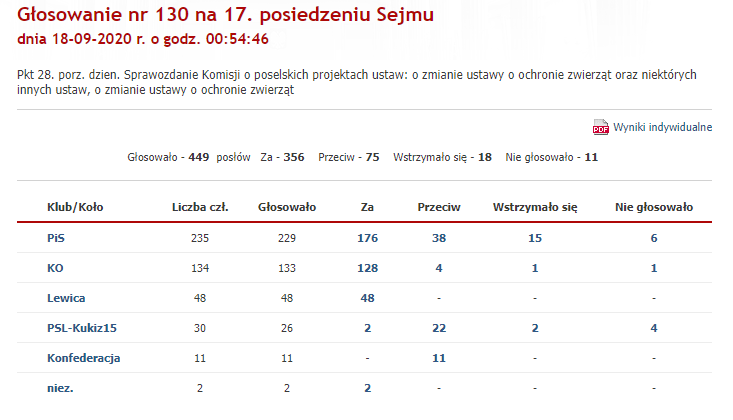 Głosowanie nr 130 na 17. posiedzeniu Sejmu
dnia 18-09-2020 r. o godz. 00:54:46
Pkt 28. porz. dzien. Sprawozdanie Komisji o poselskich projektach ustaw: o zmianie ustawy o ochronie zwierząt oraz niektórych
innych ustaw, o zmianie ustawy o ochronie zwierząt
PDF Wyniki indywidualne
Głosowało - 449 posłów Za - 356 Przeciw - 75 Wstrzymało się - 18 Nie głosowało - 11
Klub/Koło Liczba czł. Głosowało Za Przeciw Wstrzymało się Nie głosowało
PiS 235 229 176 38 15 6
KO 134 133 128 4 1 1
Lewica 48 48 48 - - -
PSL-Kukiz15 30 26 2 22 2 4
Konfederacja 11 11 - 11 - -
niez. 2 2 2 - - -